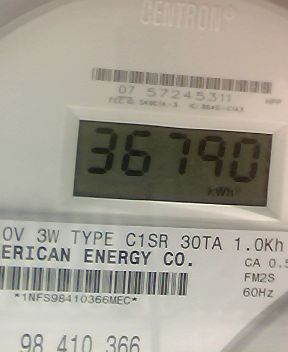 CENTRON®
07 57245311
36790
kWh
0V 3W TYPE C1SR 30TA 1.0Kh
ERICAN ENERGY CO.
CA 0.5
FM2S
*1NFS98410366MEC*
60Hz
98 410 366